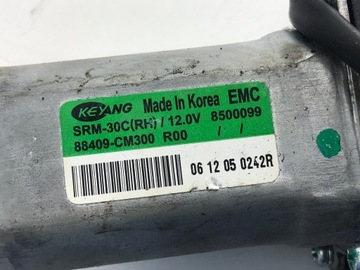 KEYANG Made In Korea EMC
SRM-30C(RH) / 12.0V 8500099
88409-CM300 R00 / /
06 12 05 0242R